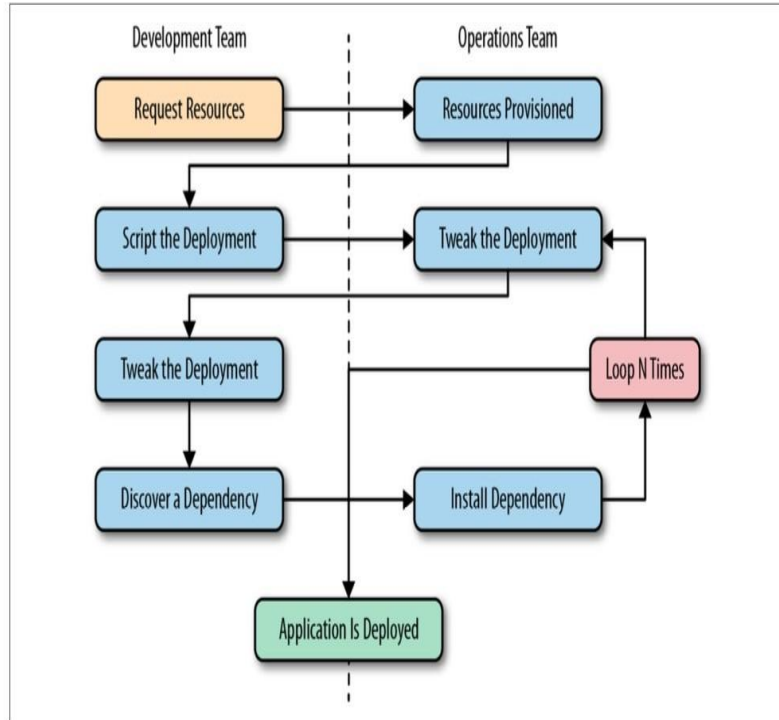 Development Team
Operations Team
Request Resources
Resources Provisioned
Script the Deployment
Tweak the Deployment
Tweak the Deployment
Loop N Times
Discover a Dependency
Install Dependency
Application Is Deployed